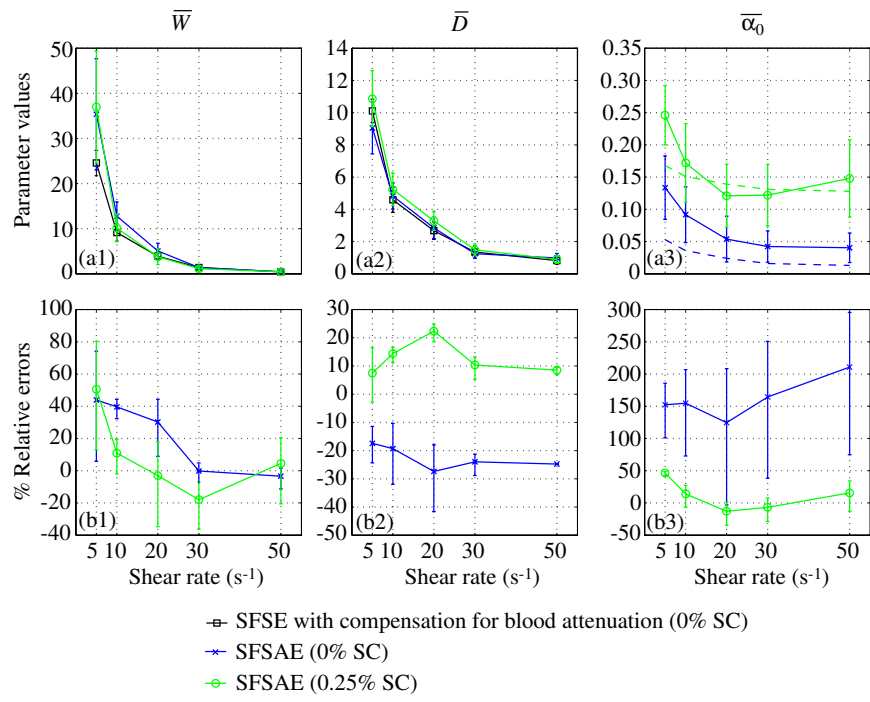 W
D
α0
Parameter values
50
40
30
20
10
0
(a1)
14
12
10
8
6
4
2
0
(a2)
0.35
0.30
0.25
0.20
0.15
0.10
0.05
0
(a3)
% Relative errors
100
80
60
40
20
0
-20
-40
(b1)
5 10 20 30 50
Shear rate (s-1)
30
20
10
0
-10
-20
-30
-40
-50
(b2)
5 10 20 30 50
Shear rate (s-1)
300
250
200
150
100
50
0
-50
(b3)
5 10 20 30 50
Shear rate (s-1)
SFSE with compensation for blood attenuation (0% SC)
SFSAE (0% SC)
SFSAE (0.25% SC)